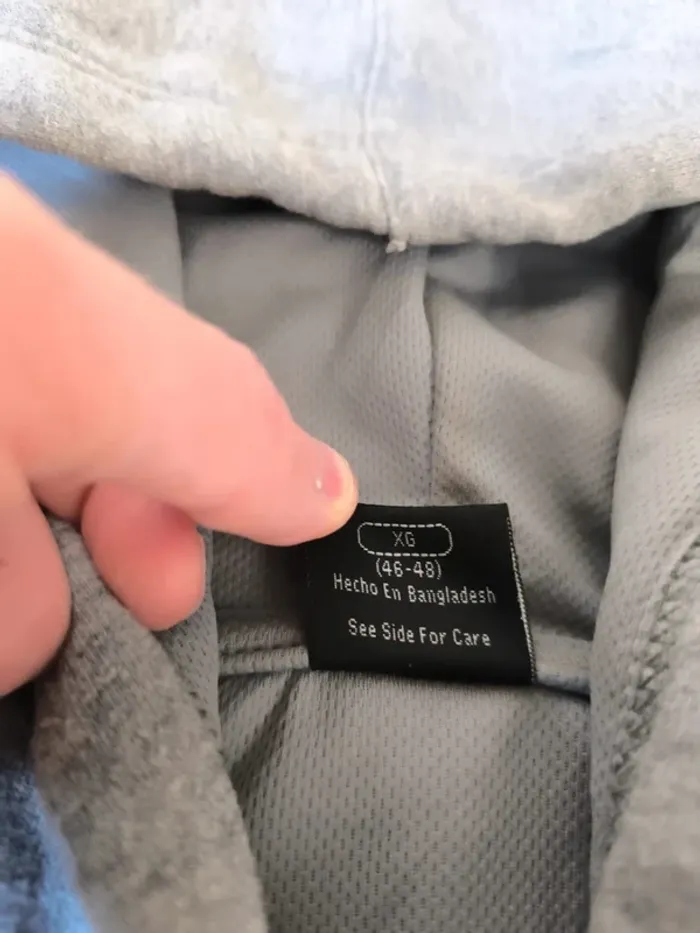 XG
(46-48)
Hecho En Bangladesh
See Side For Care